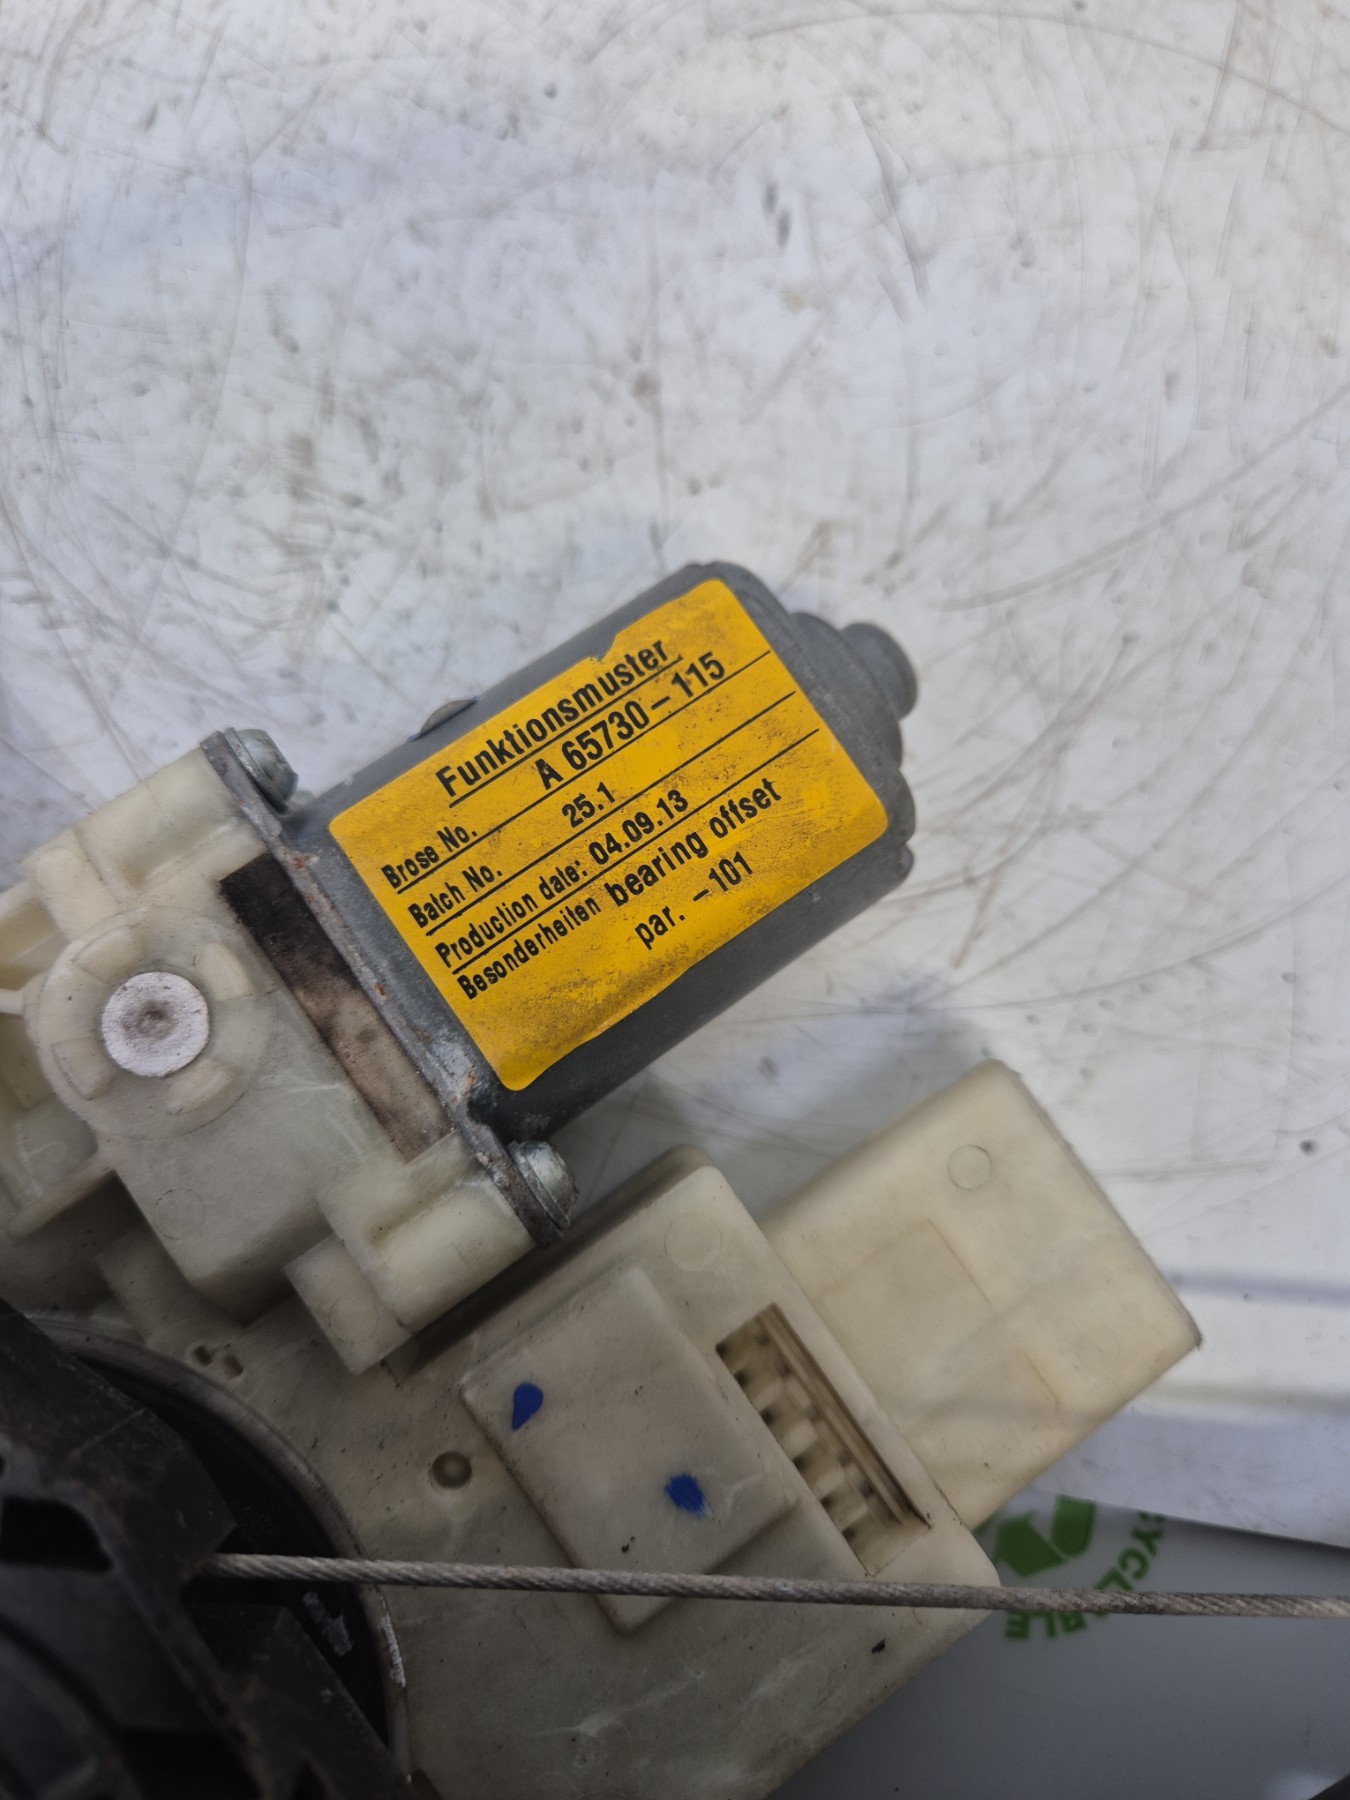 Funktionsmuster
A 65730-115
Brose No.
Batch No. 25.1
Production date: 04.09.13
Besonderheiten bearing offset
par. -101